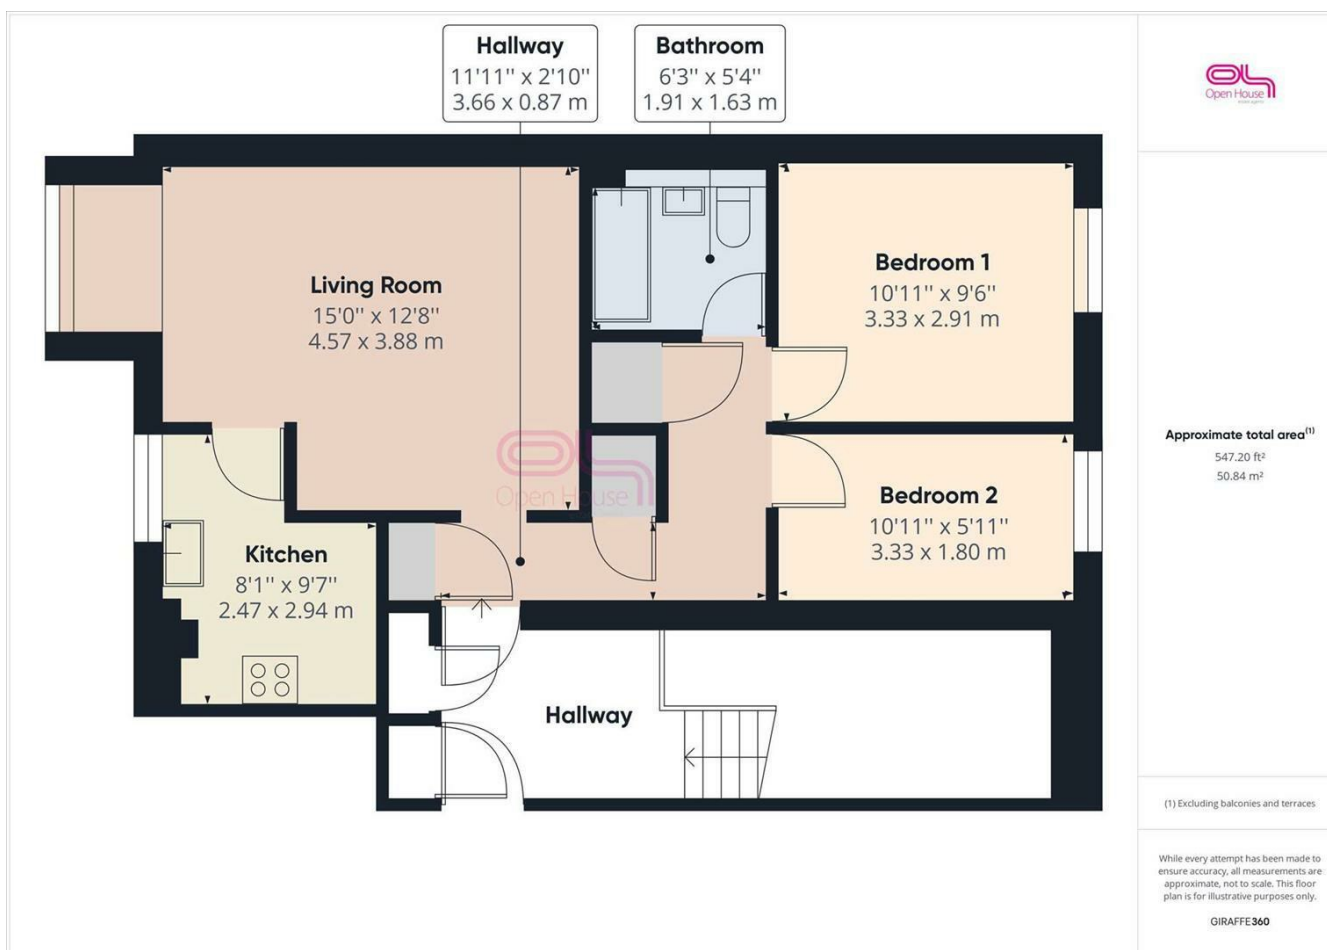 Hallway
11'11'' x 2'10''
3.66 x 0.87 m
Bathroom
6'3'' x 5'4''
1.91 x 1.63 m
Living Room
15'0'' x 12'8''
4.57 x 3.88 m
Bedroom 1
10'11'' x 9'6''
3.33 x 2.91 m
Open House
Bedroom 2
10'11'' x 5'11''
3.33 x 1.80 m
Kitchen
8'1'' x 9'7''
2.47 x 2.94 m
Hallway
Open House
estate agents
Approximate total area(1)
547.20 ft²
50.84 m²
(1) Excluding balconies and terraces
While every attempt has been made to
ensure accuracy, all measurements are
approximate, not to scale. This floor
plan is for illustrative purposes only.
GIRAFFE360